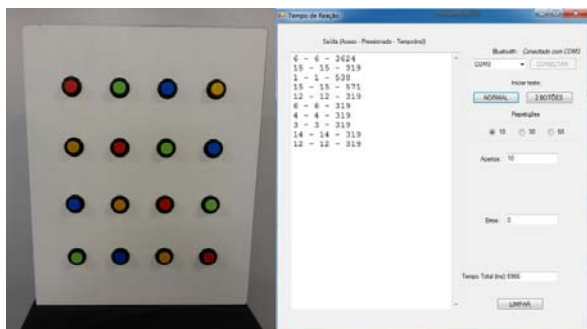 Tempo de Reação
Saída (Aceso - Pressionado - Tempo(ms))
6 - 6 - 3624
15 - 15 - 319
1 - 1 - 538
15 - 15 - 571
12 - 12 - 319
6 - 6 - 319
4 - 4 - 319
3 - 3 - 319
14 - 14 - 319
12 - 12 - 319
Bluetooth: Conectado com COM3
COM3
CONECTAR
Iniciar teste:
NORMAL
2 BOTÕES
Repetições
10 30 50
Acertos: 10
Erros: 0
Tempo Total (ms): 6966
LIMPAR